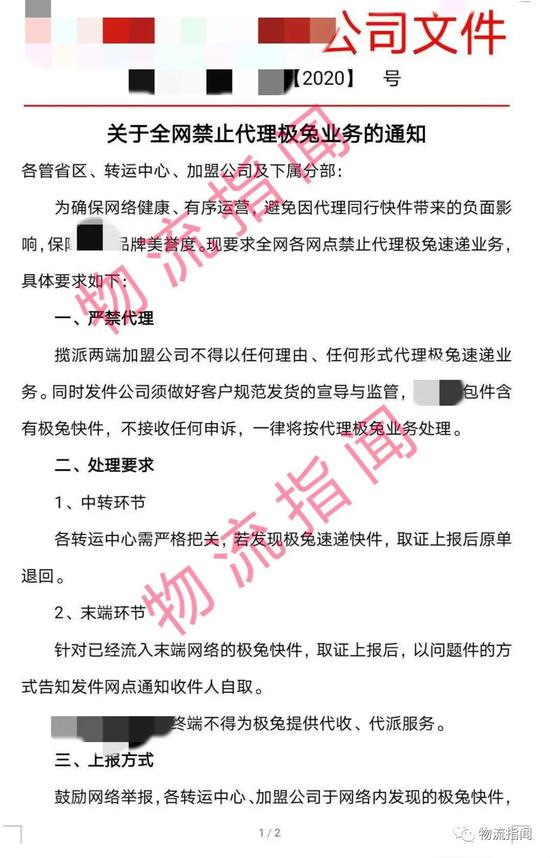 公司文件
【2020】 号
关于全网禁止代理极兔业务的通知
各管省区、转运中心、加盟公司及下属分部：
为确保网络健康、有序运营，避免因代理同行快件带来的负面影
响，保 品牌美誉度。现要求全网各网点禁止代理极兔速递业务，
具体要求如下：
一、严禁代理
揽派两端加盟公司不得以任何理由、任何形式代理极兔速递业
务。同时发件公司须做好客户规范发货的宣导与监管， 包件含
有极兔快件，不接收任何申诉，一律将按代理极兔业务处理。
二、处理要求
1、中转环节
各转运中心需严格把关，若发现极兔速递快件，取证上报后原单
退回。
2、末端环节
针对已经流入末端网络的极兔快件，取证上报后，以问题件的方
式告知发件网点通知收件人自取。
终端不得为极兔提供代收、代派服务。
三、上报方式
鼓励网络举报，各转运中心、加盟公司于网络内发现的极兔快件，
1 / 2
物流指闻
物流指闻
物流指闻